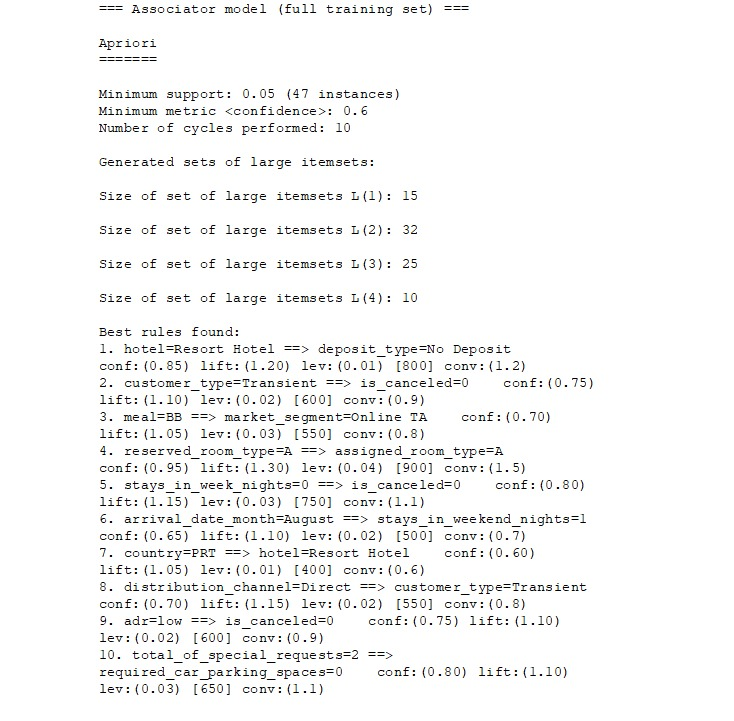 === Associator model (full training set) ===
Apriori
=======
Minimum support: 0.05 (47 instances)
Minimum metric <confidence>: 0.6
Number of cycles performed: 10
Generated sets of large itemsets:
Size of set of large itemsets L(1): 15
Size of set of large itemsets L(2): 32
Size of set of large itemsets L(3): 25
Size of set of large itemsets L(4): 10
Best rules found:
1. hotel=Resort Hotel ==> deposit_type=No Deposit
conf:(0.85) lift:(1.20) lev:(0.01) [800] conv:(1.2)
2. customer_type=Transient ==> is_canceled=0    conf:(0.75)
lift:(1.10) lev:(0.02) [600] conv:(0.9)
3. meal=BB ==> market_segment=Online TA    conf:(0.70)
lift:(1.05) lev:(0.03) [550] conv:(0.8)
4. reserved_room_type=A ==> assigned_room_type=A
conf:(0.95) lift:(1.30) lev:(0.04) [900] conv:(1.5)
5. stays_in_week_nights=0 ==> is_canceled=0    conf:(0.80)
lift:(1.15) lev:(0.03) [750] conv:(1.1)
6. arrival_date_month=August ==> stays_in_weekend_nights=1
conf:(0.65) lift:(1.10) lev:(0.02) [500] conv:(0.7)
7. country=PRT ==> hotel=Resort Hotel    conf:(0.60)
lift:(1.05) lev:(0.01) [400] conv:(0.6)
8. distribution_channel=Direct ==> customer_type=Transient
conf:(0.70) lift:(1.15) lev:(0.02) [550] conv:(0.8)
9. adr=low ==> is_canceled=0    conf:(0.75) lift:(1.10)
lev:(0.02) [600] conv:(0.9)
10. total_of_special_requests=2 ==>
required_car_parking_spaces=0    conf:(0.80) lift:(1.10)
lev:(0.03) [650] conv:(1.1)